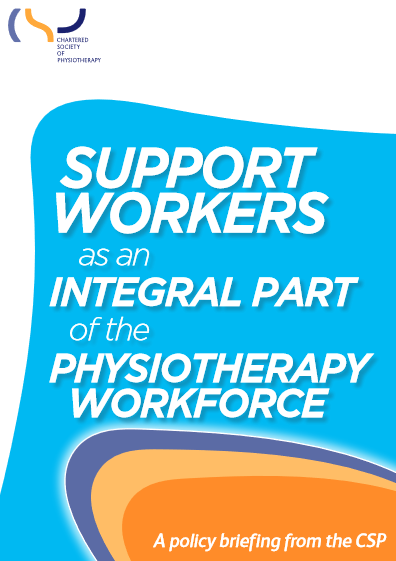 CHARTERED
SOCIETY
OF
PHYSIOTHERAPY
SUPPORT
WORKERS
as an
INTEGRAL PART
of the
PHYSIOTHERAPY
WORKFORCE
A policy briefing from the CSP